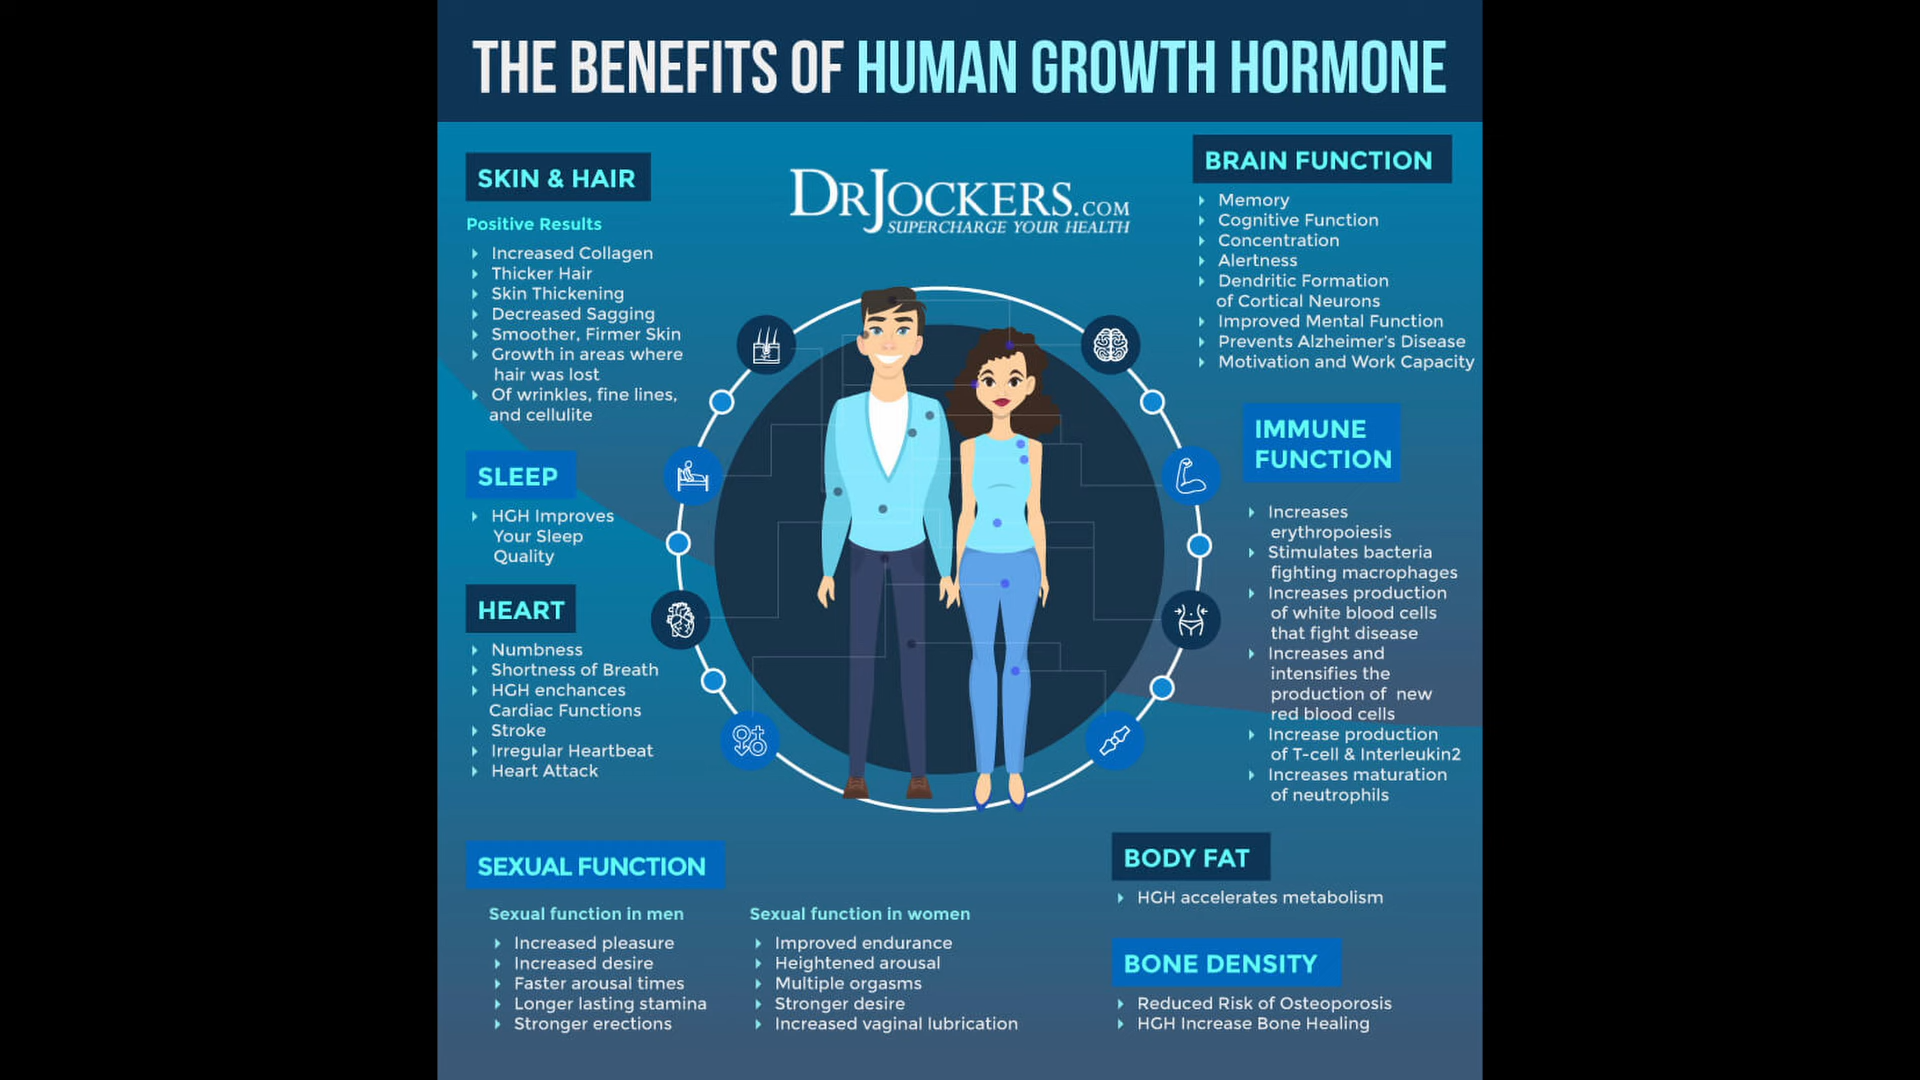 THE BENEFITS OF HUMAN GROWTH HORMONE
DRJOCKERS.COM
SUPERCHARGE YOUR HEALTH
SKIN & HAIR
Positive Results
Increased Collagen
Thicker Hair
Skin Thickening
Decreased Sagging
Smoother, Firmer Skin
Growth in areas where
hair was lost
Of wrinkles, fine lines,
and cellulite
SLEEP
HGH Improves
Your Sleep
Quality
HEART
Numbness
Shortness of Breath
HGH enchances
Cardiac Functions
Stroke
Irregular Heartbeat
Heart Attack
BRAIN FUNCTION
Memory
Cognitive Function
Concentration
Alertness
Dendritic Formation
of Cortical Neurons
Improved Mental Function
Prevents Alzheimer's Disease
Motivation and Work Capacity
IMMUNE
FUNCTION
Increases
erythropoiesis
Stimulates bacteria
fighting macrophages
Increases production
of white blood cells
that fight disease
Increases and
intensifies the
production of new
red blood cells
Increase production
of T-cell & Interleukin2
Increases maturation
of neutrophils
SEXUAL FUNCTION
Sexual function in men
Increased pleasure
Increased desire
Faster arousal times
Longer lasting stamina
Stronger erections
Sexual function in women
Improved endurance
Heightened arousal
Multiple orgasms
Stronger desire
Increased vaginal lubrication
BODY FAT
HGH accelerates metabolism
BONE DENSITY
Reduced Risk of Osteoporosis
HGH Increase Bone Healing